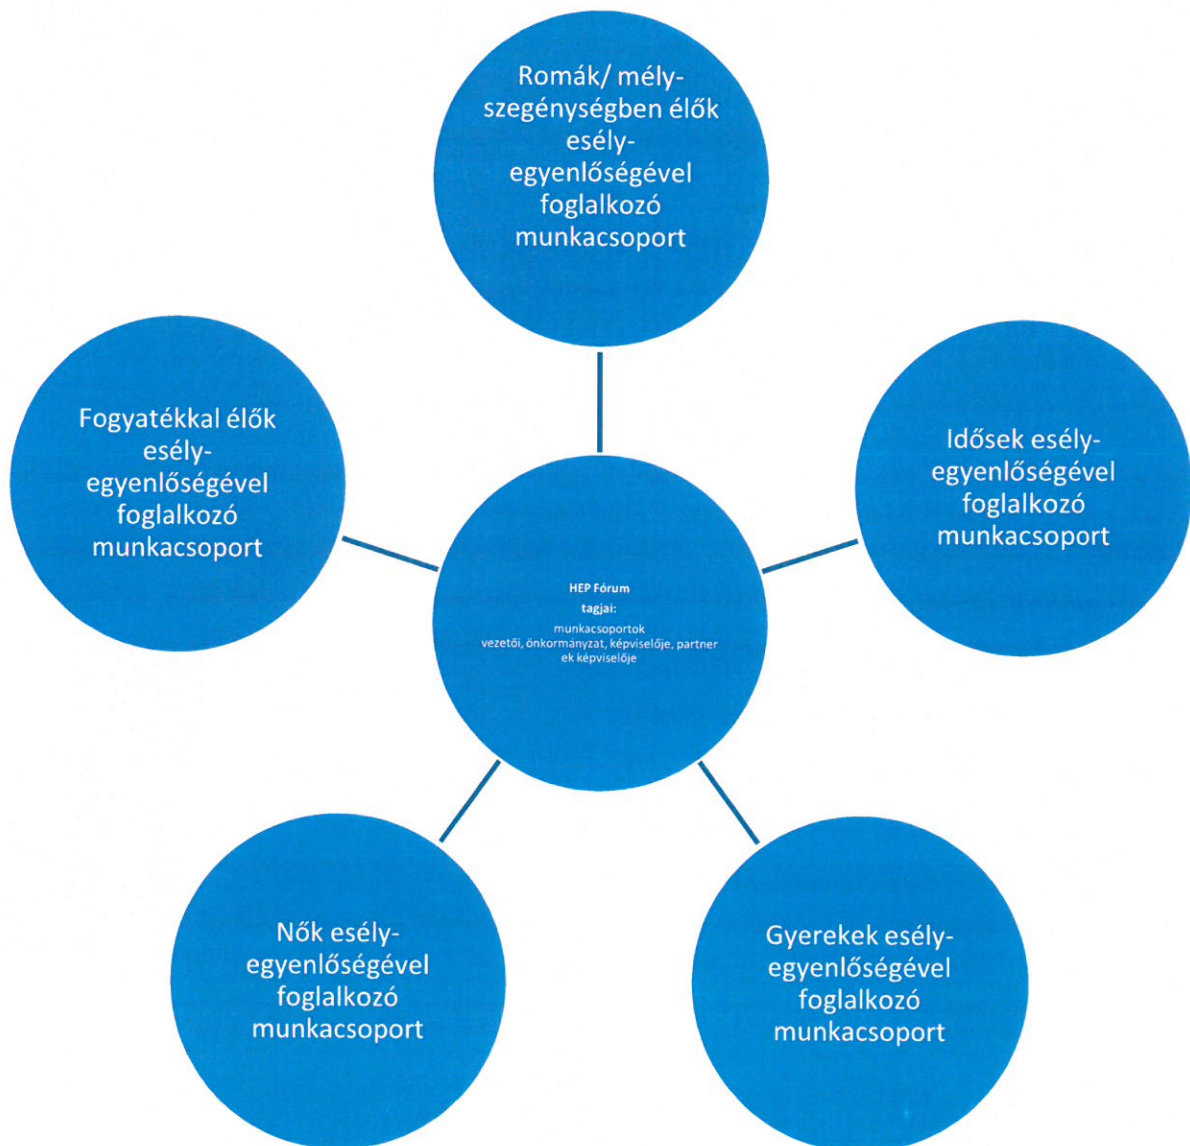 Romák/ mély-
szegénységben élők
esély-
egyenlőségével
foglalkozó
munkacsoport
Fogyatékkal élők
esély-
egyenlőségével
foglalkozó
munkacsoport
Idősek esély-
egyenlőségével
foglalkozó
munkacsoport
HEP Fórum
tagjai:
munkacsoportok
vezetői, önkormányzat, képviselője, partner
ek képviselője
Nők esély-
egyenlőségével
foglalkozó
munkacsoport
Gyerekek esély-
egyenlőségével
foglalkozó
munkacsoport